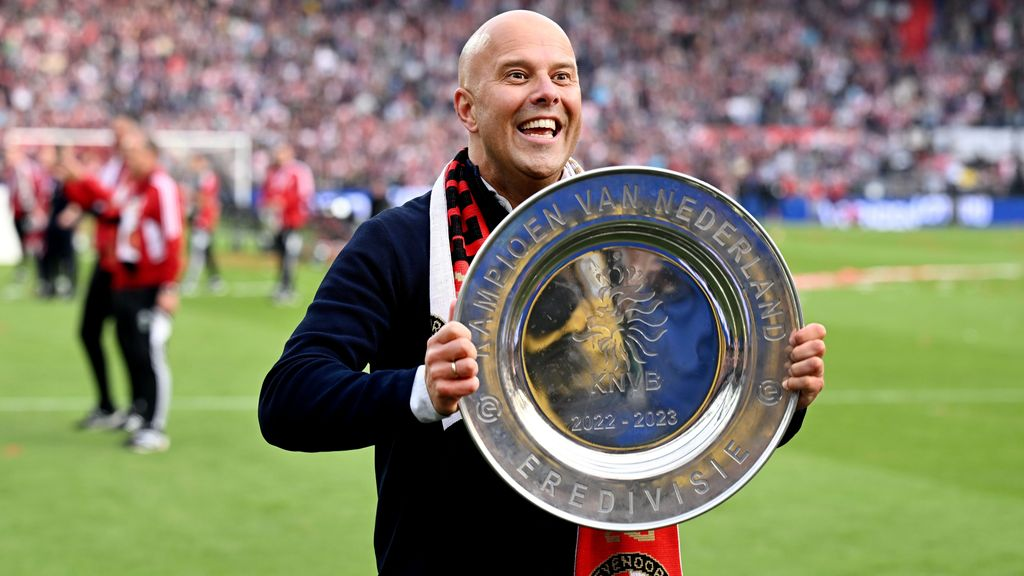 KAMPIOEN VAN NEDERLAND
KNVB
2022 - 2023
EREDIVISIE